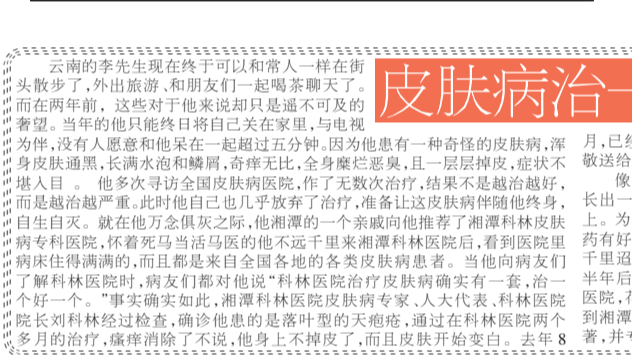 云南的李先生现在终于可以和常人一样在街
头散步了,外出旅游、和朋友们一起喝茶聊天了。
而在两年前，这些对于他来说却只是遥不可及的
奢望。当年的他只能终日将自己关在家里,与电视
为伴,没有人愿意和他呆在一起超过五分钟。因为他患有一种奇怪的皮肤病,浑
身皮肤通黑,长满水泡和鳞屑,奇痒无比,全身糜烂恶臭,且一层层掉皮,症状不
堪入目 。 他多次寻访全国皮肤病医院,作了无数次治疗,结果不是越治越好,
而是越治越严重。此时他自己也几乎放弃了治疗，准备让这皮肤病伴随他终身,
自生自灭。就在他万念俱灰之际,他湘潭的一个亲戚向他推荐了湘潭科林皮肤
病专科医院,怀着死马当活马医的他不远千里来湘潭科林医院后,看到医院里
病床住得满满的,而且都是来自全国各地的各类皮肤病患者。当他向病友们
了解科林医院时,病友们都对他说“科林医院治疗皮肤病确实有一套,治一
个好一个。”事实确实如此,湘潭科林医院皮肤病专家、人大代表、科林医院
院长刘科林经过检查,确诊他患的是落叶型的天疱疮,通过在科林医院两个
多月的治疗,瘙痒消除了不说,他身上不掉皮了,而且皮肤开始变白。去年 8
皮肤病治一
月,已经
敬送给
像
长出一
上。为
药有好
千里迢
半年后
医院,在
到湘潭
著,并专